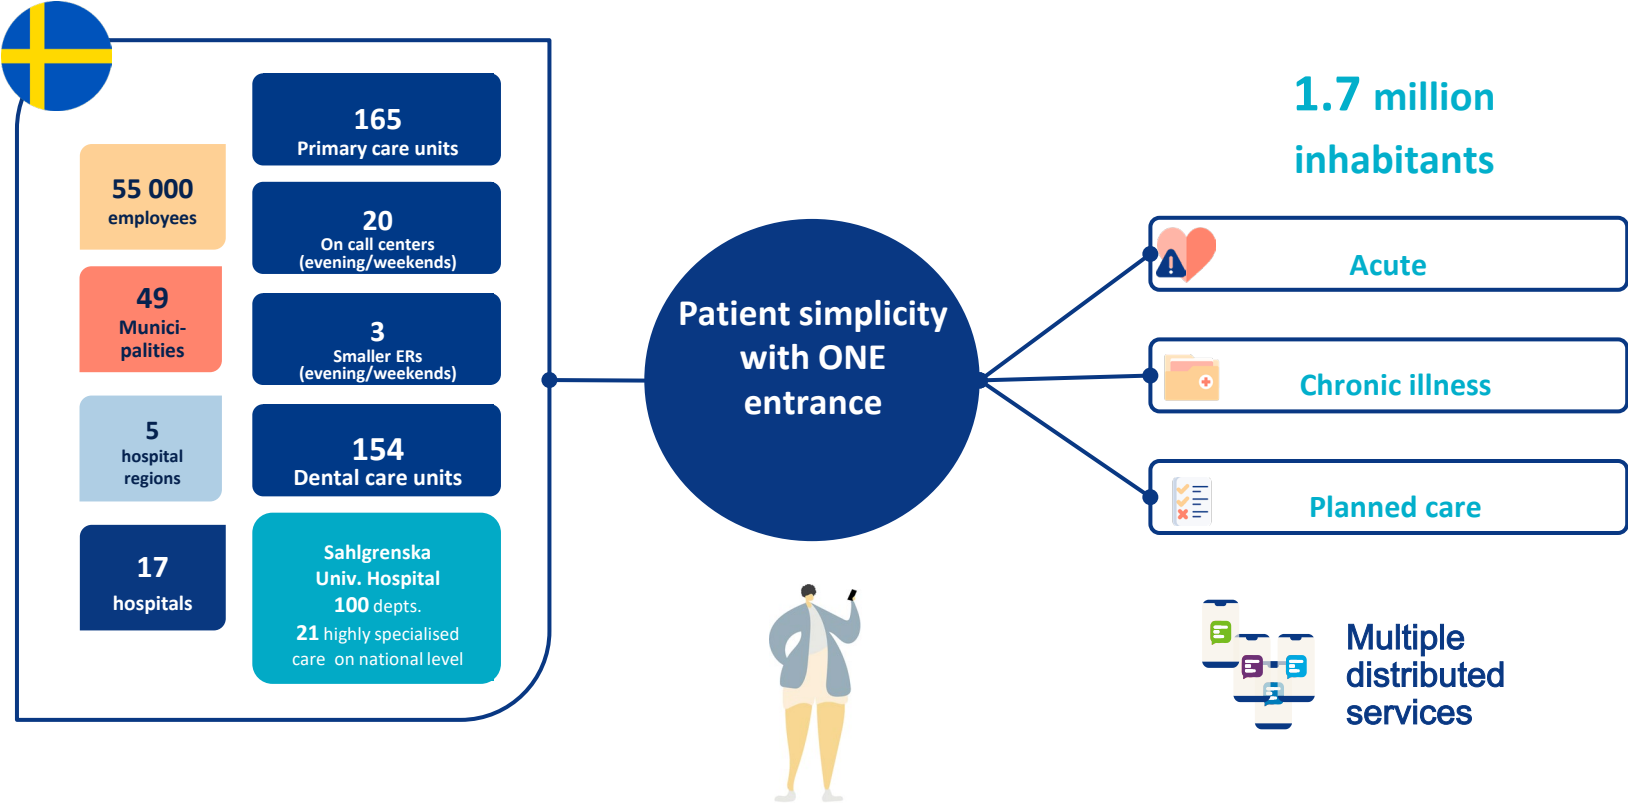 55 000
employees
49
Munici-
palities
5
hospital
regions
17
hospitals
165
Primary care units
20
On call centers
(evening/weekends)
3
Smaller ERs
(evening/weekends)
154
Dental care units
Sahlgrenska
Univ. Hospital
100 depts.
21 highly specialised
care on national level
Patient simplicity
with ONE
entrance
1.7 million
inhabitants
Acute
Chronic illness
Planned care
Multiple
distributed
services